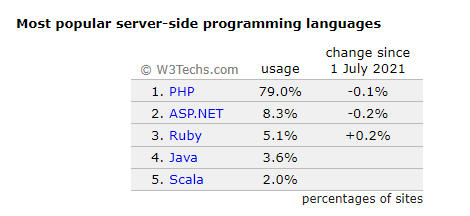 Most popular server-side programming languages
© W3Techs.com usage change since 1 July 2021
1. PHP 79.0% -0.1%
2. ASP.NET 8.3% -0.2%
3. Ruby 5.1% +0.2%
4. Java 3.6%
5. Scala 2.0%
percentages of sites